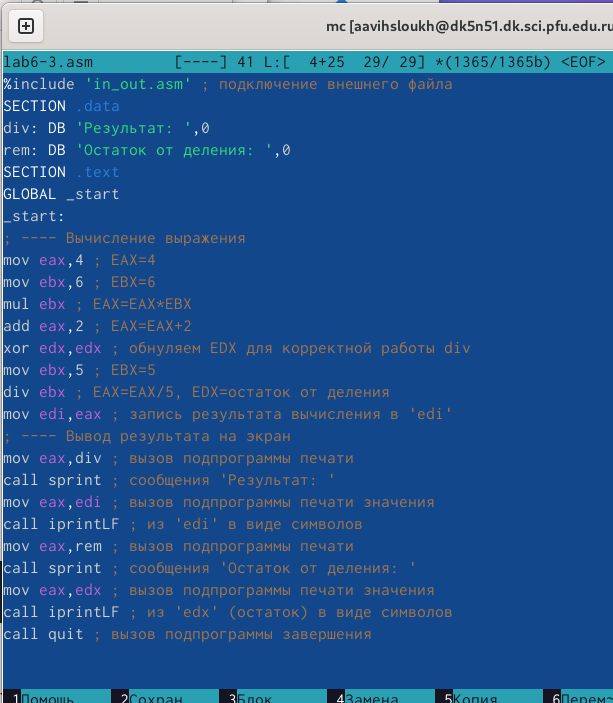 mc [aavihsloukh@dk5n51.dk.sci.pfu.edu.ru
lab6-3.asm [----] 41 L:[ 4+25 29/ 29] *(1365/1365b) <EOF>
%include 'in_out.asm' ; подключение внешнего файла
SECTION .data
div: DB 'Результат: ',0
rem: DB 'Остаток от деления: ',0
SECTION .text
GLOBAL _start
_start:
; ---- Вычисление выражения
mov eax,4 ; EAX=4
mov ebx,6 ; EBX=6
mul ebx ; EAX=EAX*EBX
add eax,2 ; EAX=EAX+2
xor edx,edx ; обнуляем EDX для корректной работы div
mov ebx,5 ; EBX=5
div ebx ; EAX=EAX/5, EDX=остаток от деления
mov edi,eax ; запись результата вычисления в 'edi'
; ---- Вывод результата на экран
mov eax,div ; вызов подпрограммы печати
call sprint ; сообщения 'Результат: '
mov eax,edi ; вызов подпрограммы печати значения
call iprintLF ; из 'edi' в виде символов
mov eax,rem ; вызов подпрограммы печати
call sprint ; сообщения 'Остаток от деления: '
mov eax,edx ; вызов подпрограммы печати значения
call iprintLF ; из 'edx' (остаток) в виде символов
call quit ; вызов подпрограммы завершения
1Помощь 2Сохран 3Блок 4Замена 5Копия 6Перем~